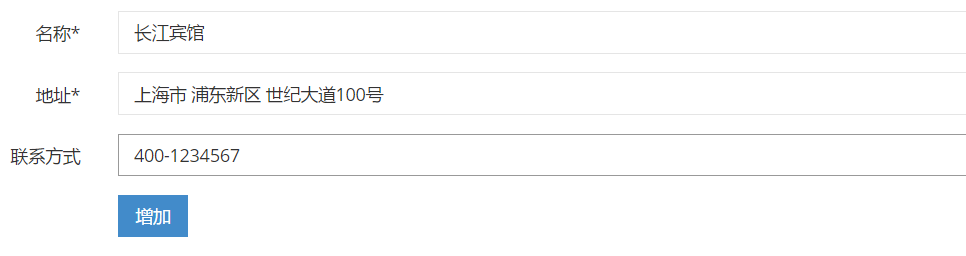 名称* 长江宾馆
地址* 上海市 浦东新区 世纪大道100号
联系方式 400-1234567
增加